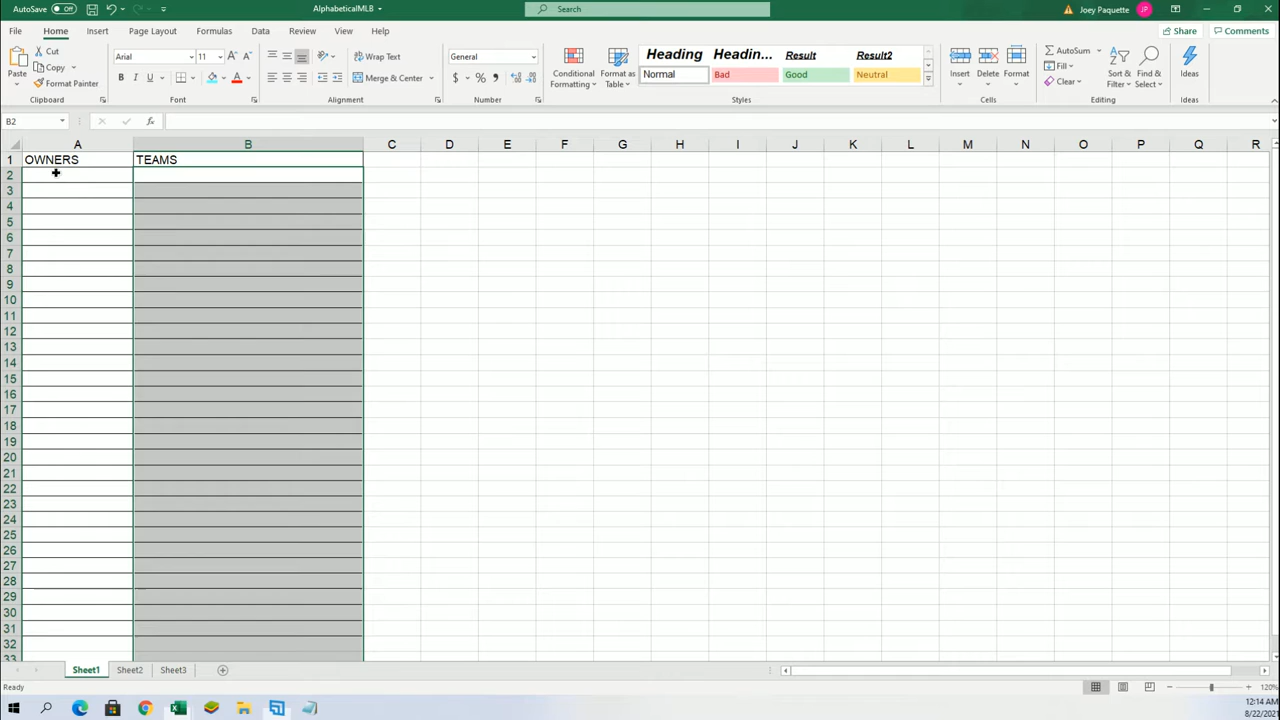 AutoSave Off
AlphabeticalMLB
Search
Joey Paquette
JP
File Home Insert Page Layout Formulas Data Review View Help
Share Comments
Paste
Cut
Copy
Format Painter
Clipboard
Arial 11
A A
B I U
Font
Wrap Text
Merge & Center
Alignment
General
$ % 9
Number
Conditional
Formatting
Format as
Table
Heading Headin... Result Result2
Normal Bad Good Neutral
Styles
Insert Delete Format
Cells
AutoSum
Fill
Clear
Sort &
Filter
Find &
Select
Editing
Ideas
Ideas
B2
fx
A B C D E F G H I J K L M N O P Q R
1 OWNERS TEAMS
2
3
4
5
6
7
8
9
10
11
12
13
14
15
16
17
18
19
20
21
22
23
24
25
26
27
28
29
30
31
32
33
Sheet1 Sheet2 Sheet3
Ready
120%
12:14 AM